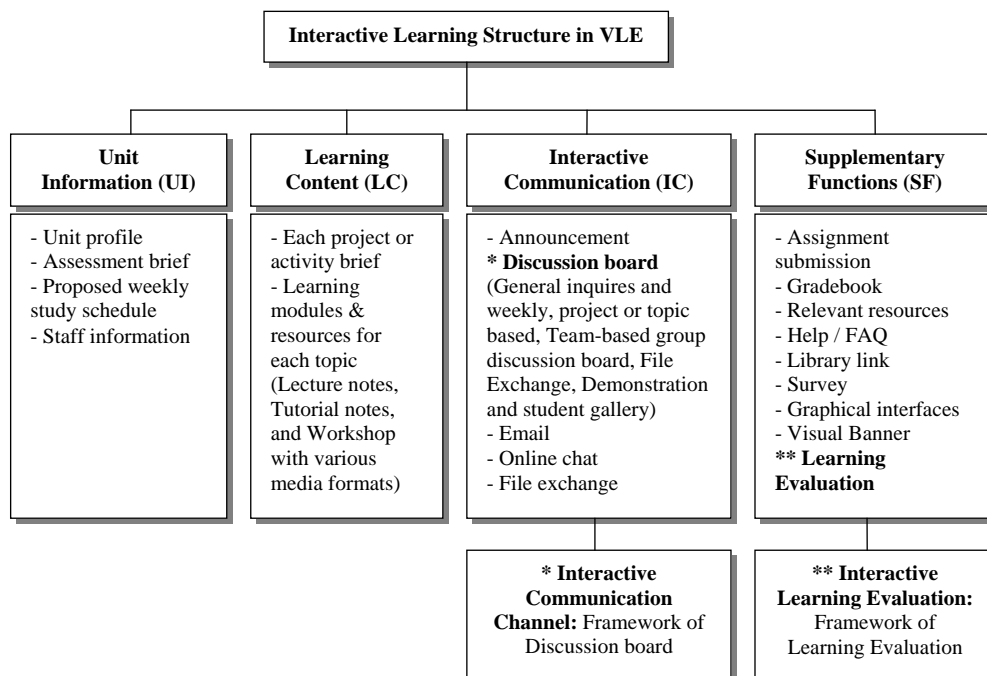 Interactive Learning Structure in VLE
Unit
Information (UI)
- Unit profile
- Assessment brief
- Proposed weekly
study schedule
- Staff information
Learning
Content (LC)
- Each project or
activity brief
- Learning
modules &
resources for
each topic
(Lecture notes,
Tutorial notes,
and Workshop
with various
media formats)
Interactive
Communication (IC)
- Announcement
* Discussion board
(General inquires and
weekly, project or topic
based, Team-based group
discussion board, File
Exchange, Demonstration
and student gallery)
- Email
- Online chat
- File exchange
* Interactive
Communication
Channel: Framework of
Discussion board
Supplementary
Functions (SF)
- Assignment
submission
- Gradebook
- Relevant resources
- Help / FAQ
- Library link
- Survey
- Graphical interfaces
- Visual Banner
** Learning
Evaluation
** Interactive
Learning Evaluation:
Framework of
Learning Evaluation